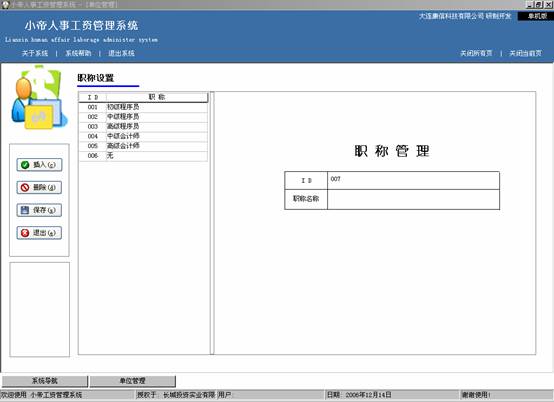 小帝人事工资管理系统 - [单位管理]
小帝人事工资管理系统
大连康信科技有限公司 研制开发 单机版
Lianxin human affair laborage administer system
关于系统 | 系统帮助 | 退出系统 关闭所有页 | 关闭当前页
职称设置
ID 职 称
001 初级程序员
002 中级程序员
003 高级程序员
004 中级会计师
005 高级会计师
006 无
插入(c)
删除(d)
保存(s)
退出(e)
职 称 管 理
ID 007
职称名称
系统导航 单位管理
欢迎使用 小帝工资管理系统 授权于: 长城投资实业有限 用户: 日期: 2006年12月14日 谢谢使用!